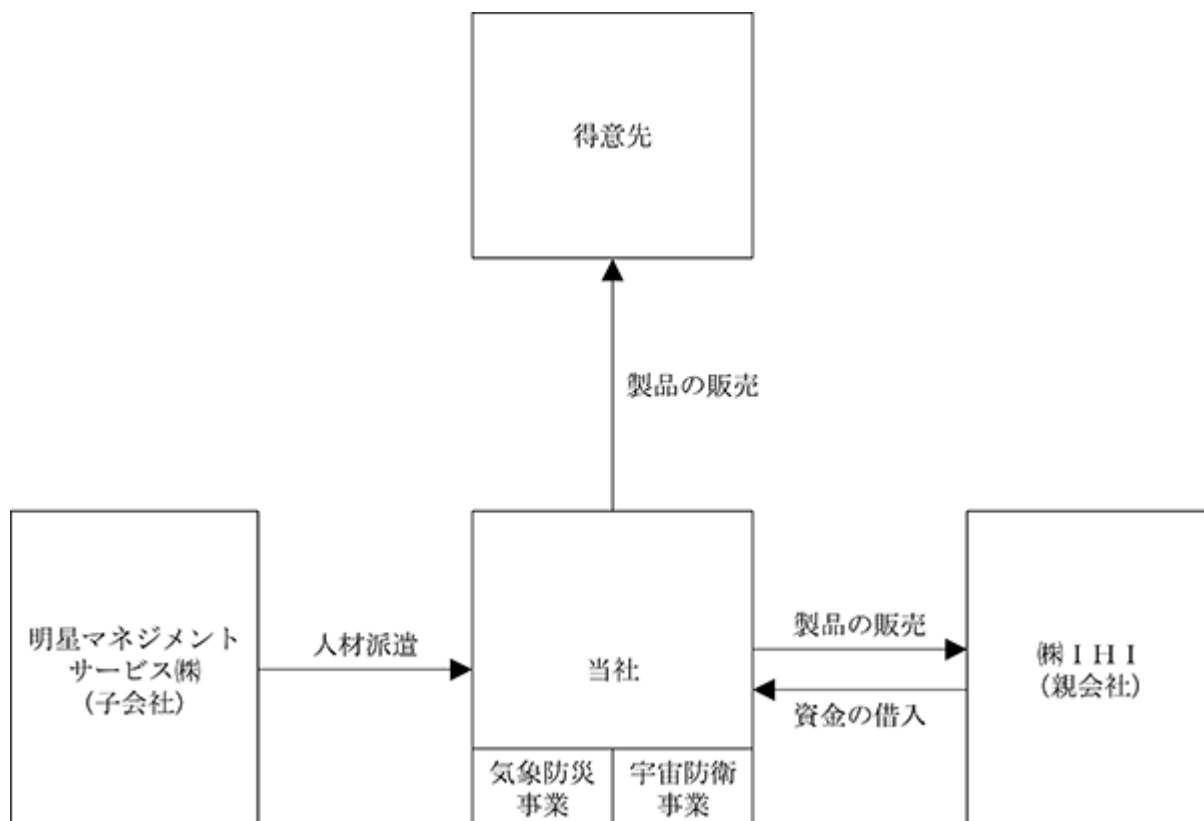 得意先
製品の販売
明星マネジメント
サービス㈱
(子会社)
人材派遣
当社
製品の販売
資金の借入
㈱ＩＨＩ
(親会社)
気象防災
事業
宇宙防衛
事業